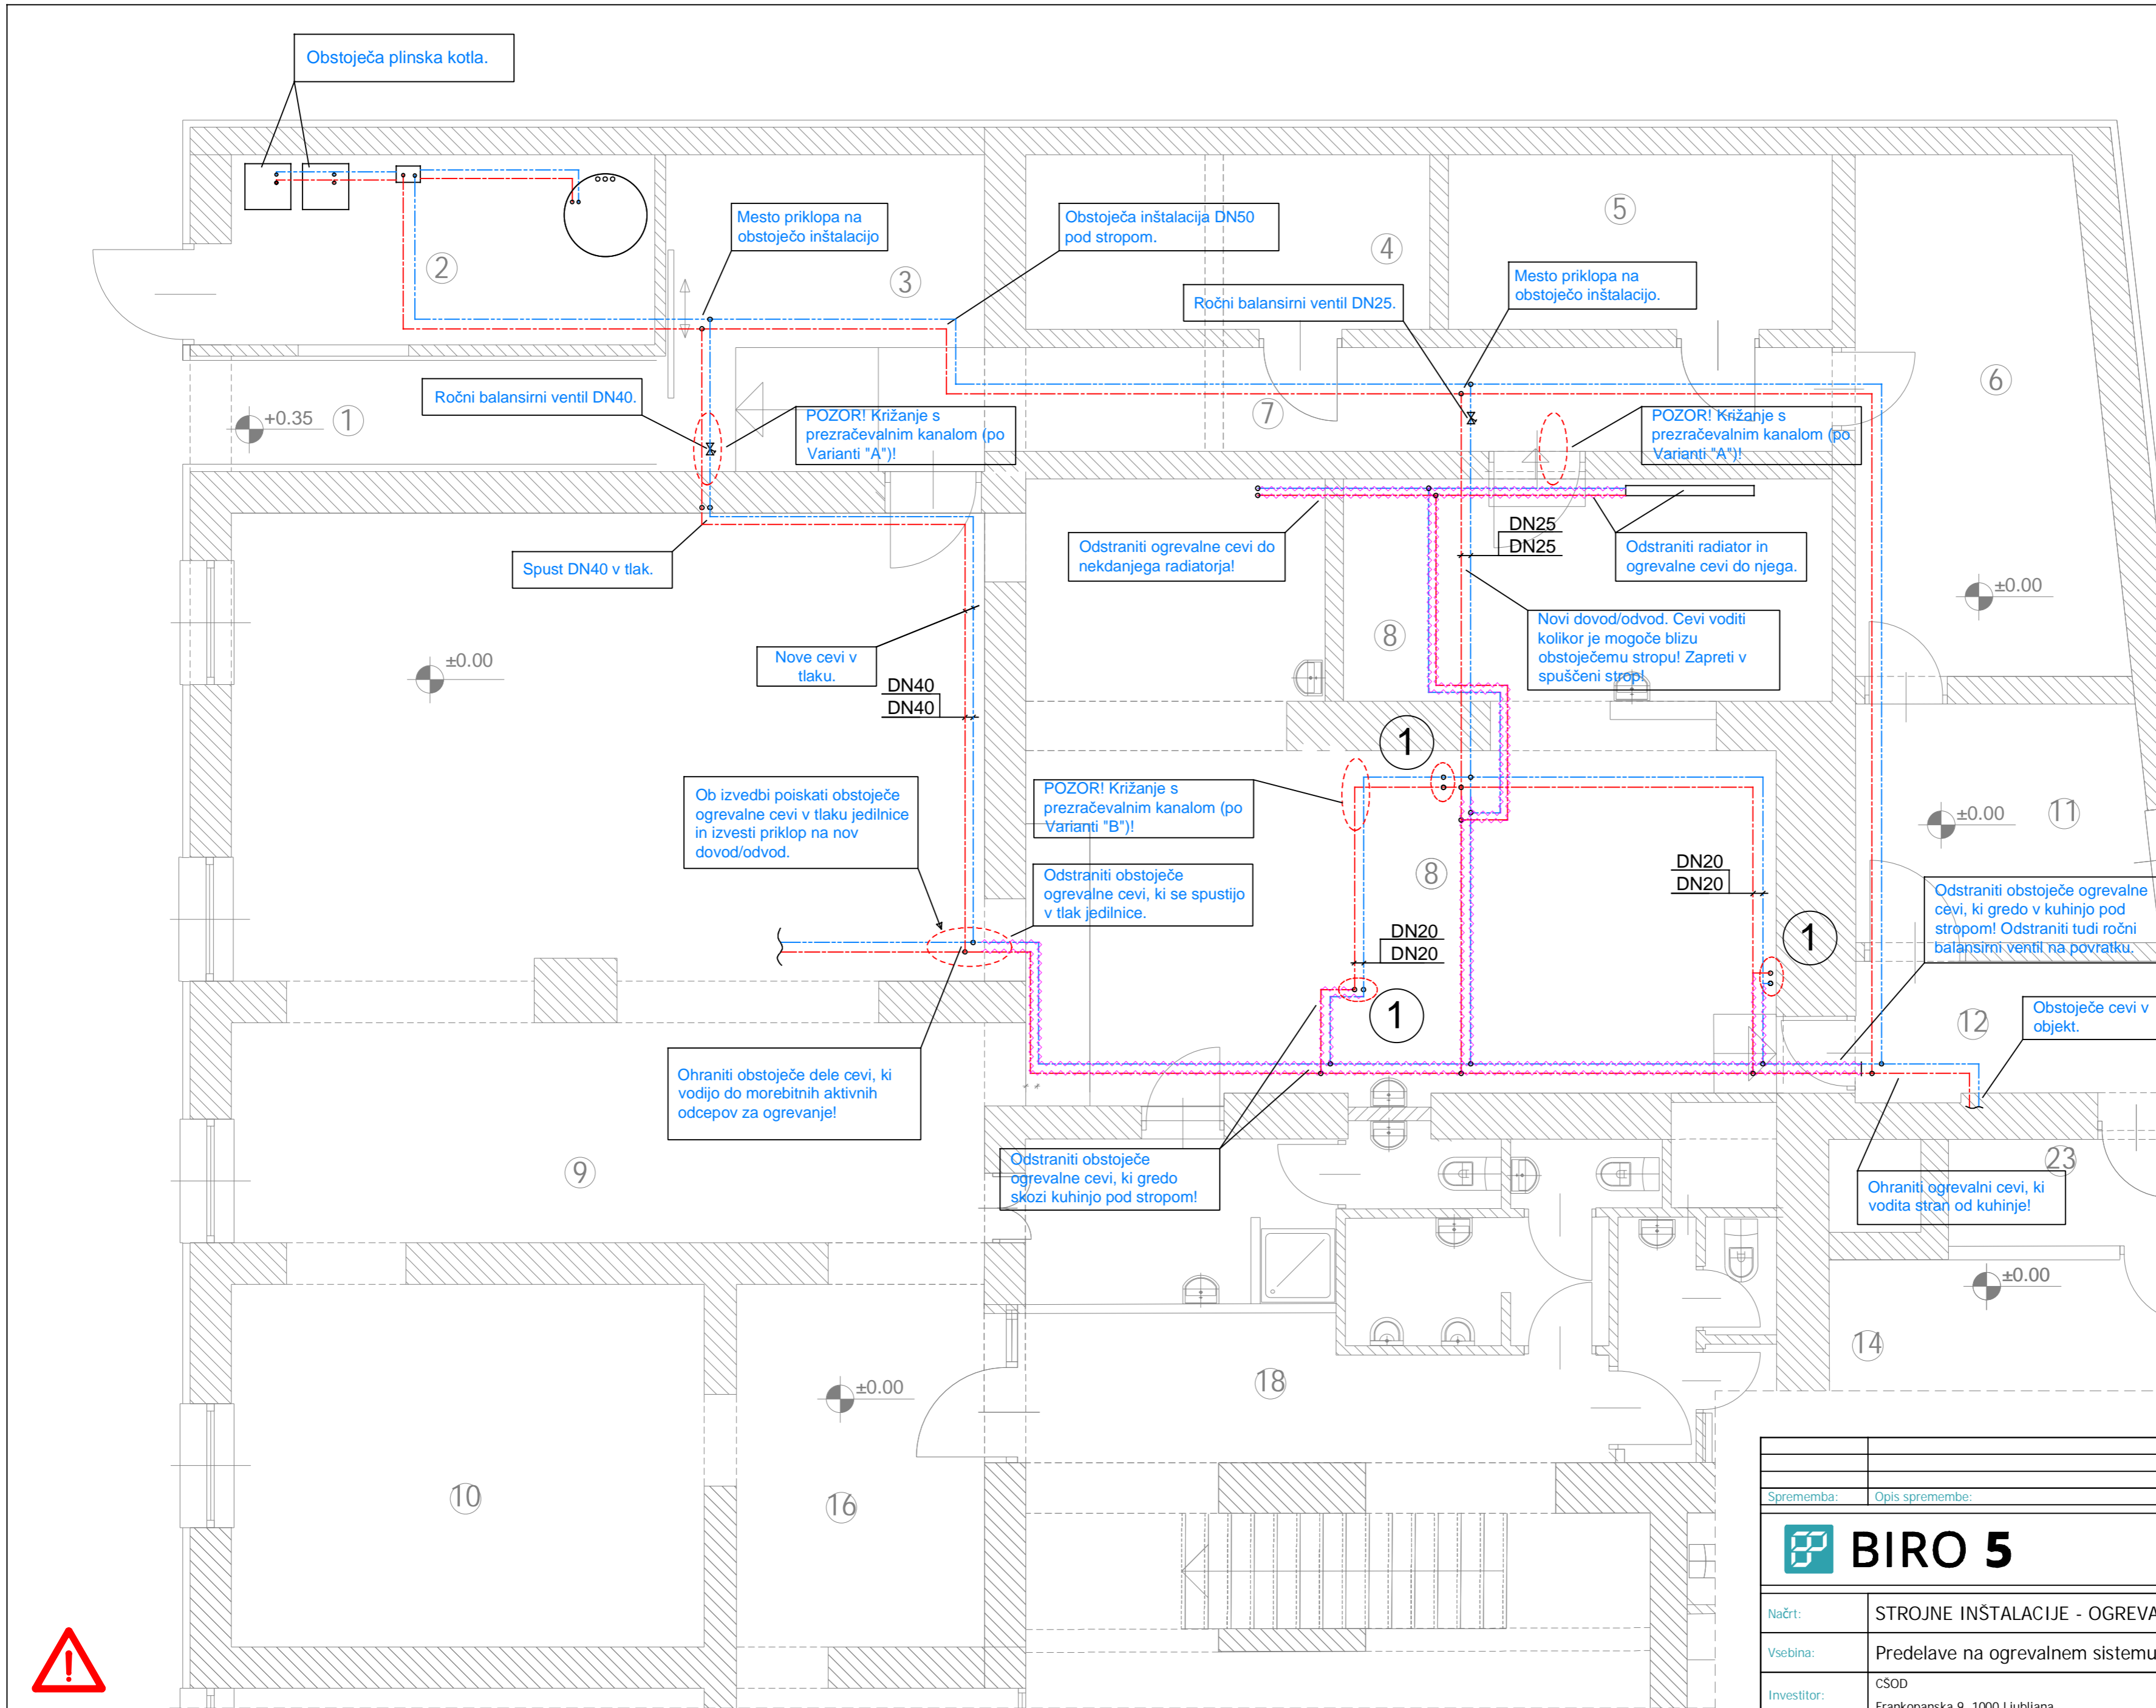 Obstoječa plinska kotla.
Mesto priklopa na
obstoječo inštalacijo
Obstoječa inštalacija DN50
pod stropom.
5
4
2
3
Mesto priklopa na
obstoječo inštalacijo.
Ročni balansirni ventil DN25.
6
Ročni balansirni ventil DN40.
+0.35
1
7
POZOR! Križanje s
prezračevalnim kanalom (po
Varianti "A")!
POZOR! Križanje s
prezračevalnim kanalom (po
Varianti "A")!
DN25
DN25
Odstraniti ogrevalne cevi do
nekdanjega radiatorja!
Odstraniti radiator in
ogrevalne cevi do njega.
Spust DN40 v tlak.
±0.00
8
Novi dovod/odvod. Cevi voditi
kolikor je mogoče blizu
obstoječemu stropu! Zapreti v
spuščeni strop!
Nove cevi v
tlaku.
±0.00
DN40
DN40
1
Ob izvedbi poiskati obstoječe
ogrevalne cevi v tlaku jedilnice
in izvesti priklop na nov
dovod/odvod.
POZOR! Križanje s
prezračevalnim kanalom (po
Varianti "B")!
±0.00
11
Odstraniti obstoječe
ogrevalne cevi, ki se spustijo
v tlak jedilnice.
8
DN20
DN20
DN20
DN20
1
1
Odstraniti obstoječe ogrevalne
cevi, ki gredo v kuhinjo pod
stropom! Odstraniti tudi ročni
balansirni ventil na povratku.
12
Obstoječe cevi v
objekt.
Ohraniti obstoječe dele cevi, ki
vodijo do morebitnih aktivnih
odcepov za ogrevanje!
9
Odstraniti obstoječe
ogrevalne cevi, ki gredo
skozi kuhinjo pod stropom!
23
Ohraniti ogrevalni cevi, ki
vodita stran od kuhinje!
±0.00
14
±0.00
18
10
16
Sprememba:
Opis spremembe:
BIRO 5
Načrt:
STROJNE INŠTALACIJE - OGREVA
Vsebina:
Predelave na ogrevalnem sistemu
Investitor:
CŠOD
Frankopanska 9, 1000 Ljubljana